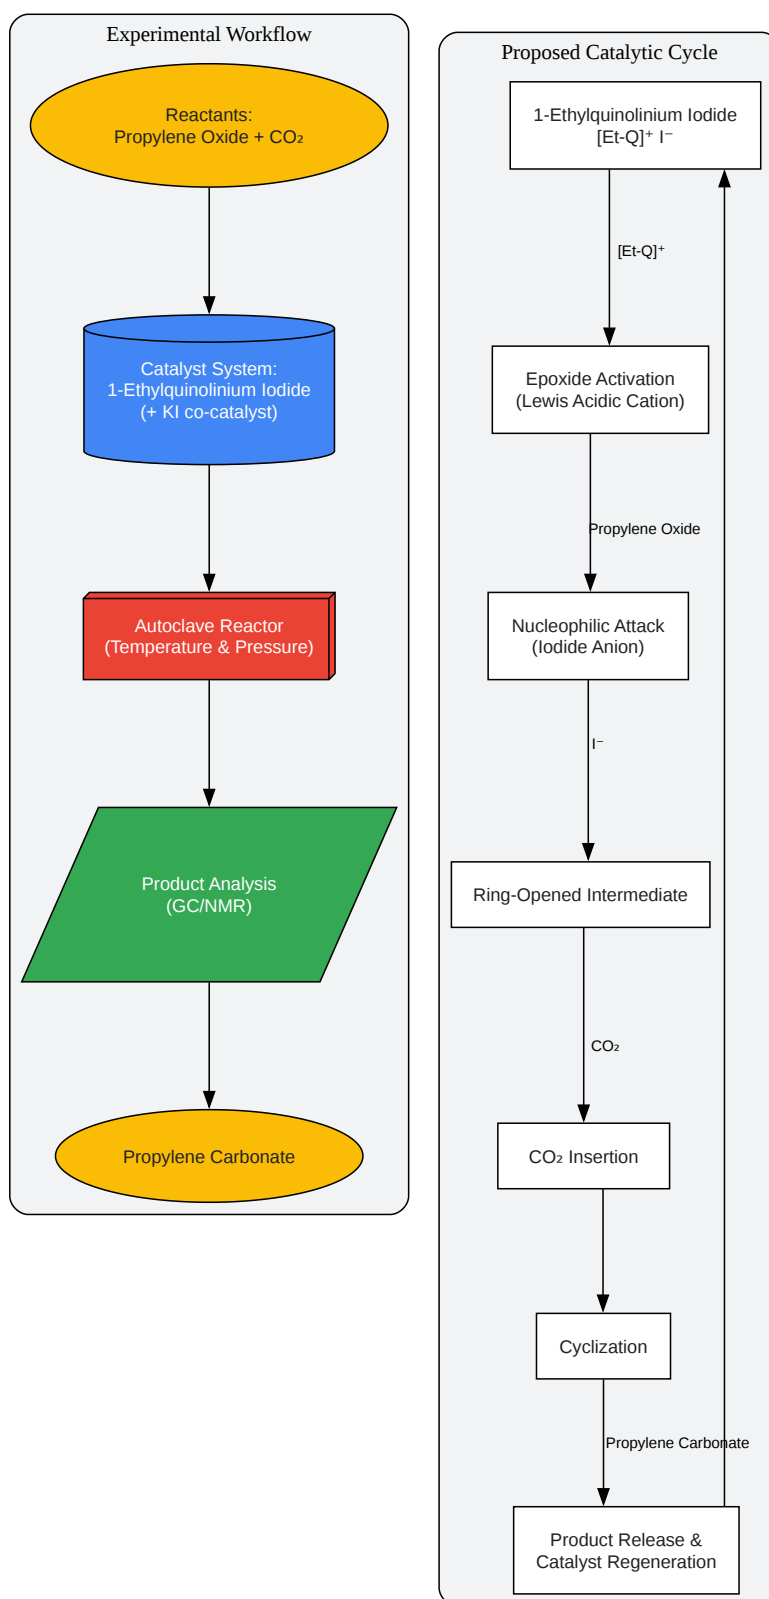 Experimental Workflow
Reactants:
Propylene Oxide + CO₂
Catalyst System:
1-Ethylquinolinium Iodide
(+ KI co-catalyst)
Autoclave Reactor
(Temperature & Pressure)
Product Analysis
(GC/NMR)
Propylene Carbonate
Proposed Catalytic Cycle
1-Ethylquinolinium Iodide
[Et-Q]⁺ I⁻
[Et-Q]⁺
Epoxide Activation
(Lewis Acidic Cation)
Propylene Oxide
Nucleophilic Attack
(Iodide Anion)
I⁻
Ring-Opened Intermediate
CO₂
CO₂ Insertion
Cyclization
Propylene Carbonate
Product Release &
Catalyst Regeneration